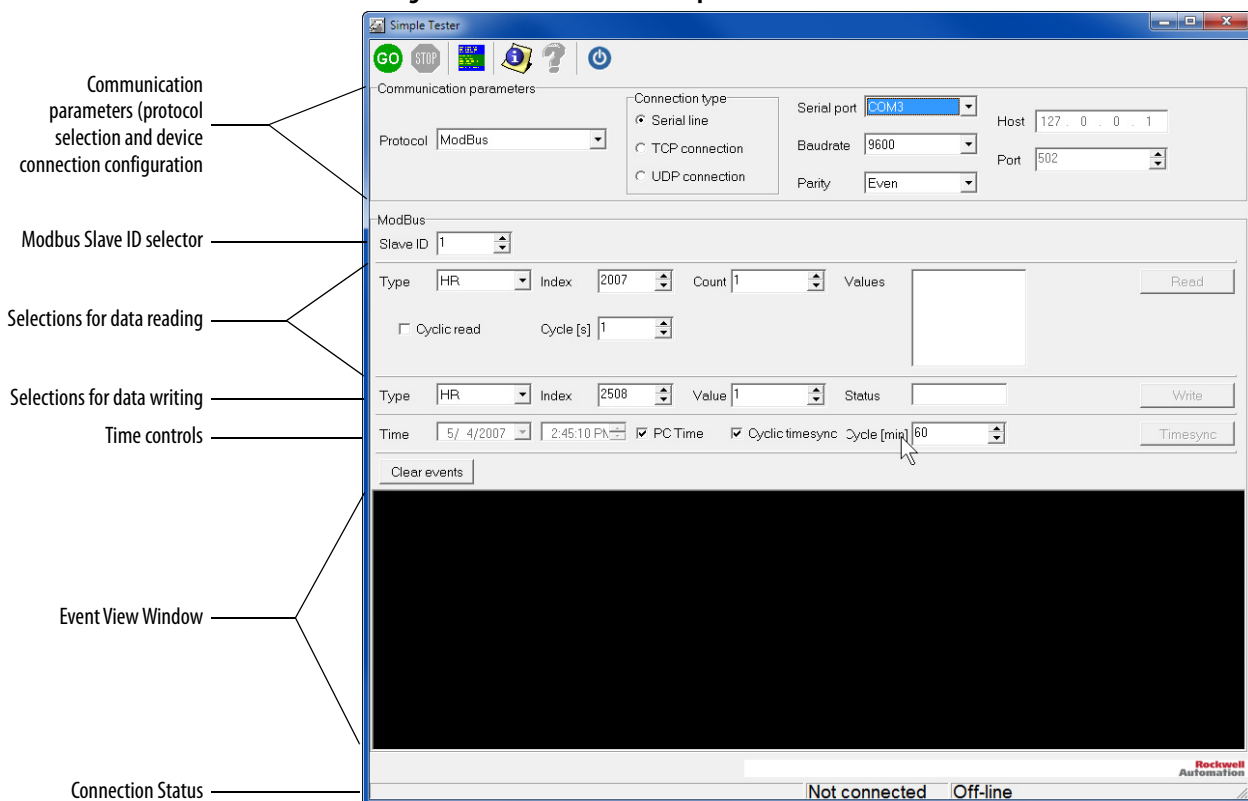 Simple Tester
GO STOP
Communication
parameters (protocol
selection and device
connection configuration
Communication parameters
Protocol ModBus
Connection type
Serial line
TCP connection
UDP connection
Serial port COM3
Baudrate 9600
Parity Even
Host 127 . 0 . 0 . 1
Port 502
Modbus Slave ID selector
ModBus
Slave ID 1
Selections for data reading
Type HR Index 2007 Count 1 Values Read
Cyclic read Cycle [s] 1
Selections for data writing
Type HR Index 2508 Value 1 Status Write
Time controls
Time 5/ 4/2007 2:45:10 PM PC Time Cyclic timesync Cycle [min] 60 Timesync
Clear events
Event View Window
Rockwell
Automation
Connection Status
Not connected Off-line